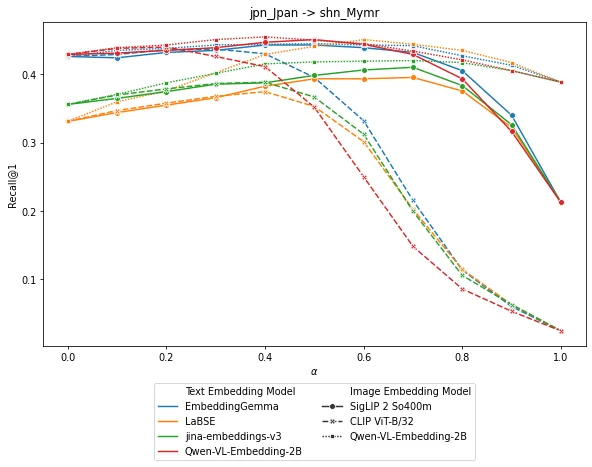 jpn_Jpan -> shn_Mymr
Recall@1
0.4
0.3
0.2
0.1
0.0 0.2 0.4 0.6 0.8 1.0
α
Text Embedding Model Image Embedding Model
EmbeddingGemma SigLIP 2 So400m
LaBSE CLIP ViT-B/32
jina-embeddings-v3 Qwen-VL-Embedding-2B
Qwen-VL-Embedding-2B